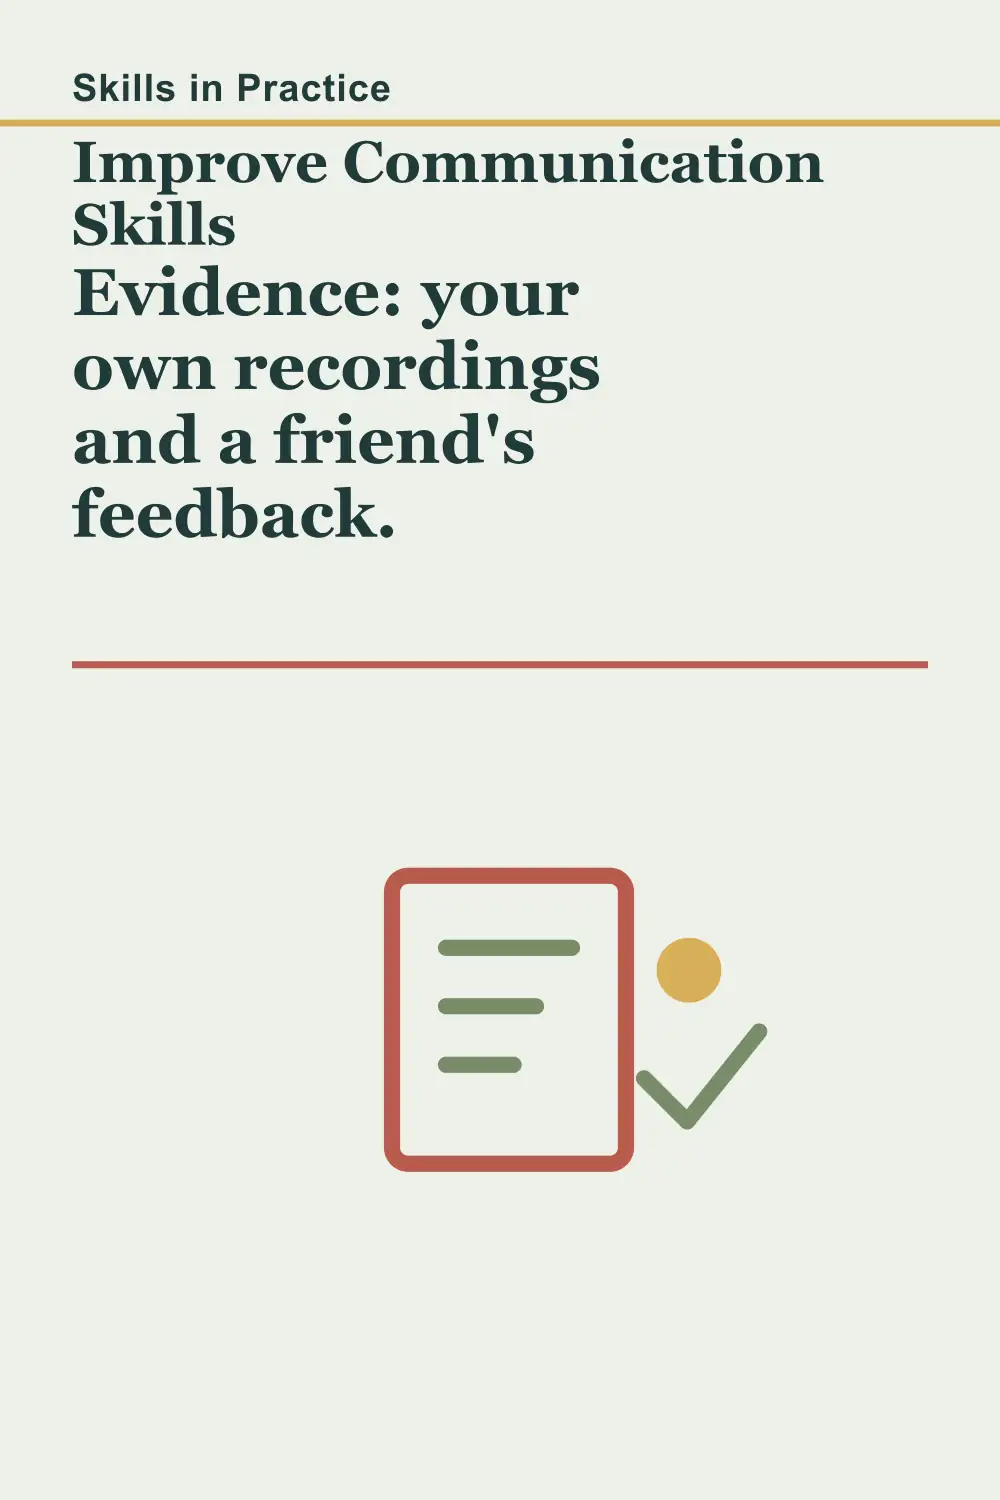 Skills in Practice
Improve Communication
Skills
Evidence: your
own recordings
and a friend's
feedback.